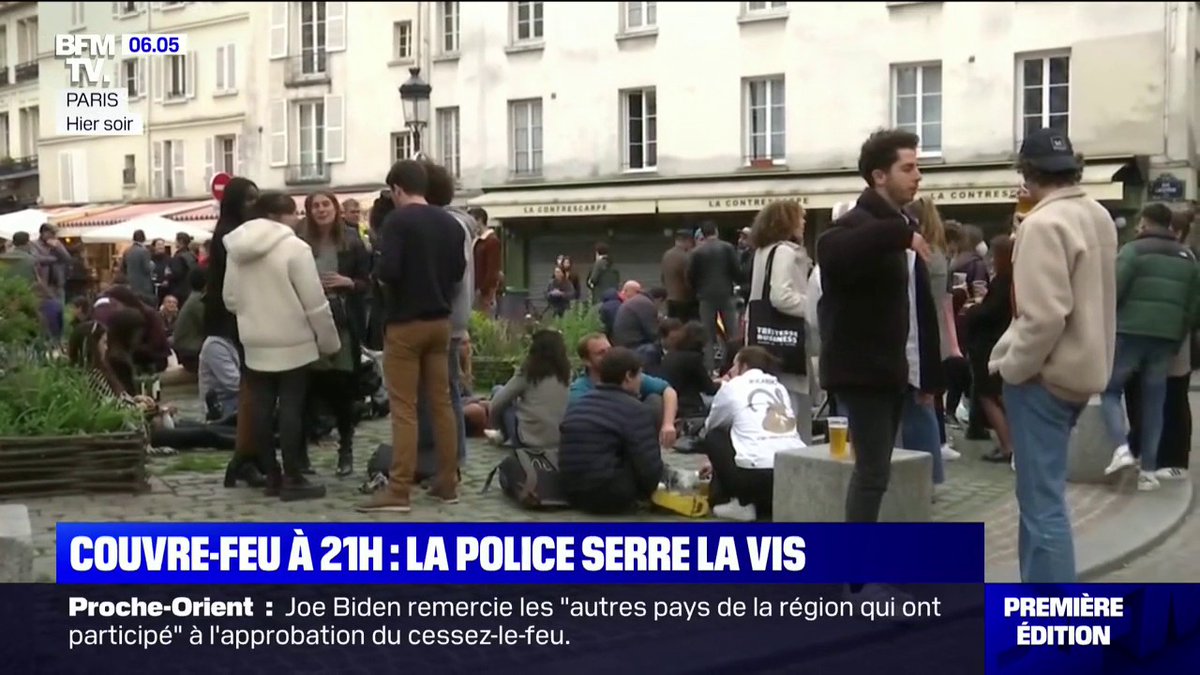 BFM
TV.
06.05
PARIS
Hier soir
LA CONTRESCARPE
LA CONTRESCARPE
LA CONTRESCARPE
TRISTESSE
BUSINESS
COUVRE-FEU À 21H : LA POLICE SERRE LA VIS
Proche-Orient : Joe Biden remercie les "autres pays de la région qui ont
participé" à l'approbation du cessez-le-feu.
PREMIÈRE
ÉDITION